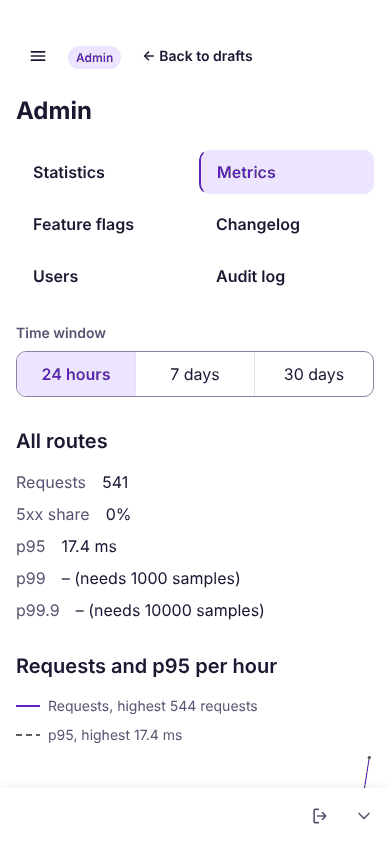 Admin
← Back to drafts
Admin
Statistics
Metrics
Feature flags
Changelog
Users
Audit log
Time window
24 hours
7 days
30 days
All routes
Requests 541
5xx share 0%
p95 17.4 ms
p99 – (needs 1000 samples)
p99.9 – (needs 10000 samples)
Requests and p95 per hour
Requests, highest 544 requests
p95, highest 17.4 ms